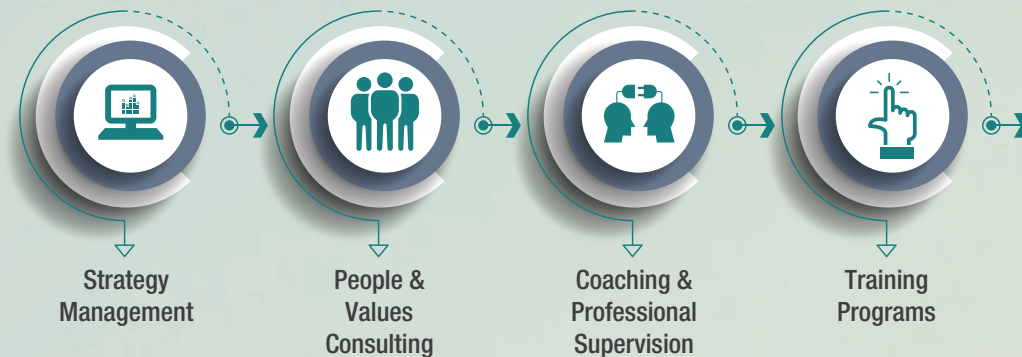 Strategy
Management
People &
Values
Consulting
Coaching &
Professional
Supervision
Training
Programs